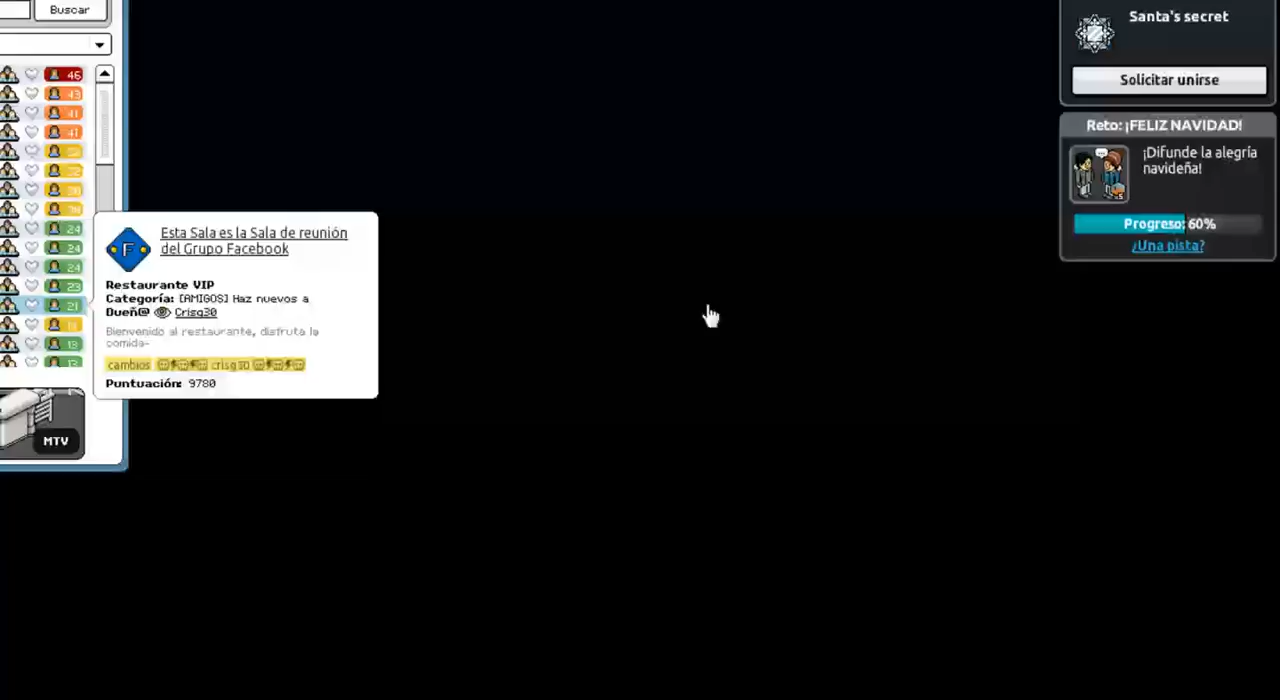 Buscar
46
43
41
41
24
24
24
23
21
13
13
MTV
F
Esta Sala es la Sala de reunión
del Grupo Facebook
Restaurante VIP
Categoría: [AMIGOS] Haz nuevos a
Dueñ@ Crisg30
Bienvenido al restaurante, disfruta la
comida-
cambios crisg30
Puntuación: 9780
Santa's secret
Solicitar unirse
Reto: ¡FELIZ NAVIDAD!
¡Difunde la alegría
navideña!
Progreso: 60%
¿Una pista?